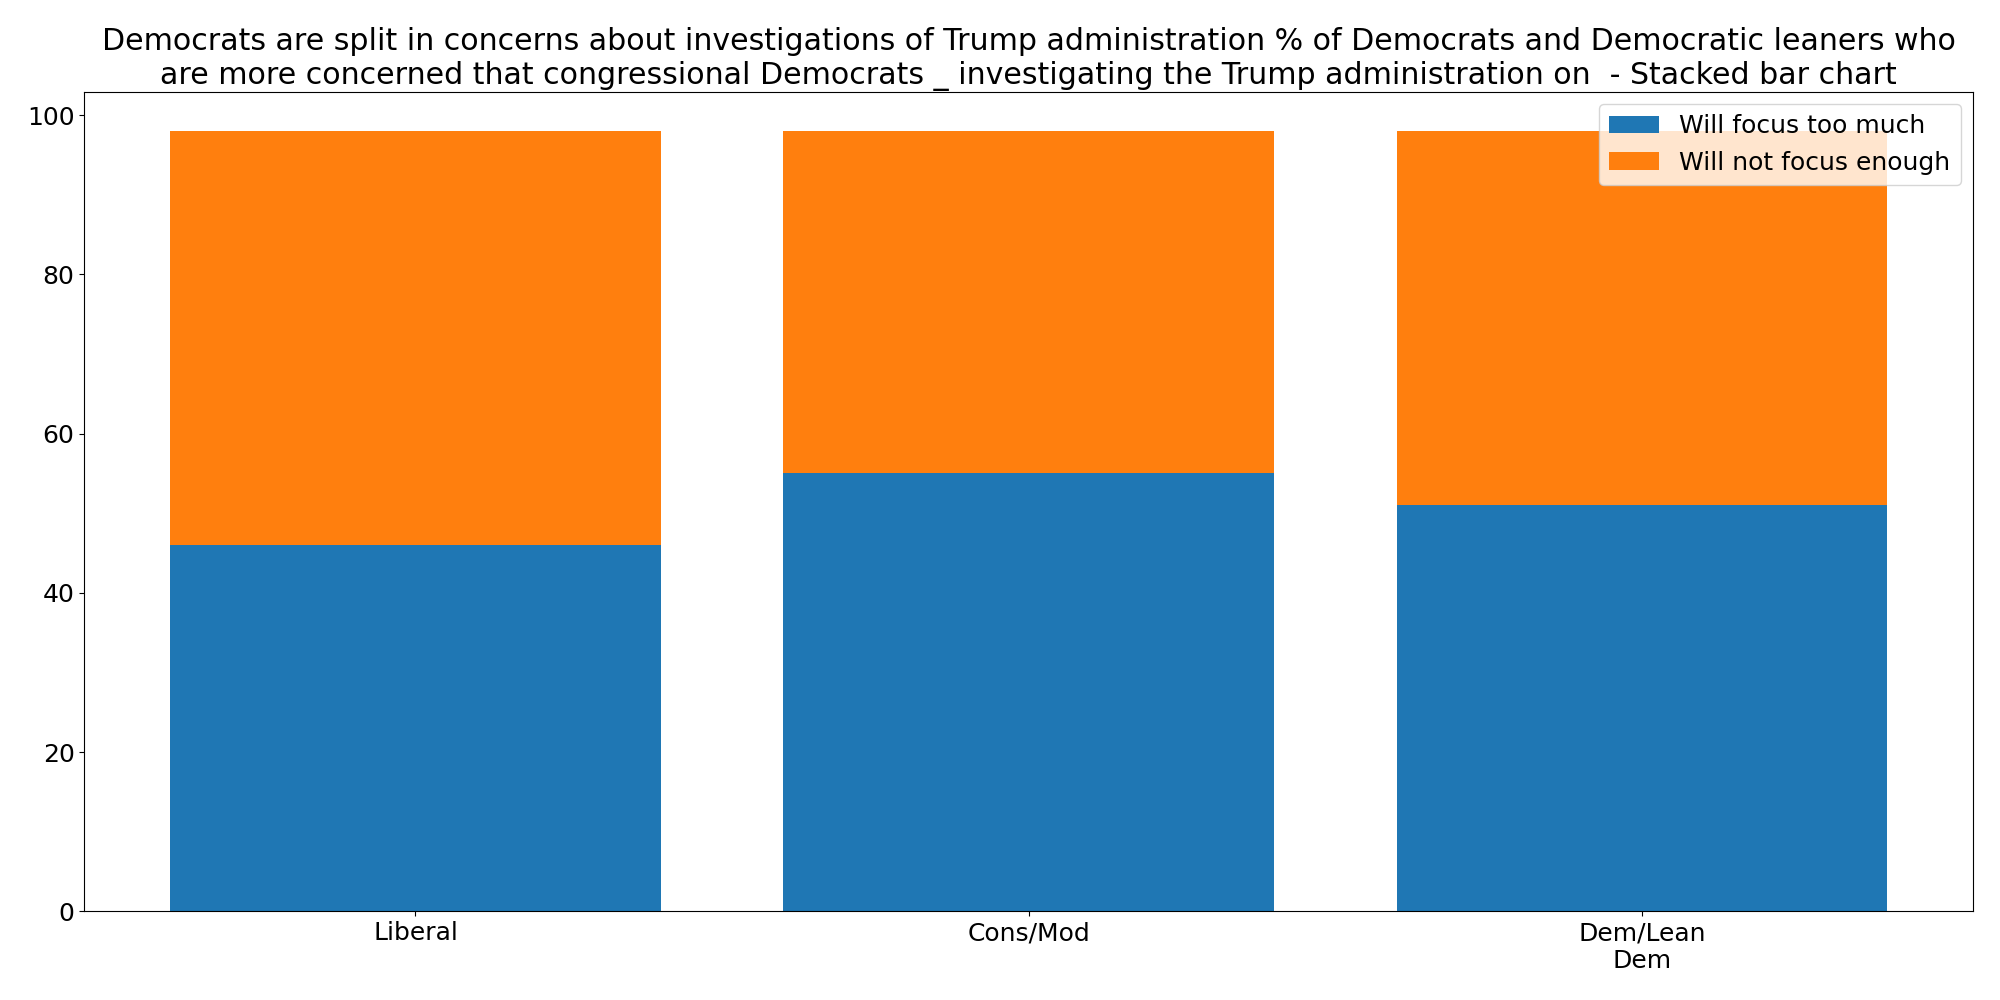 Democrats are split in concerns about investigations of Trump administration % of Democrats and Democratic leaners who
are more concerned that congressional Democrats _ investigating the Trump administration on  - Stacked bar chart
100
80
60
40
20
0
Will focus too much
Will not focus enough
Liberal
Cons/Mod
Dem/Lean
Dem